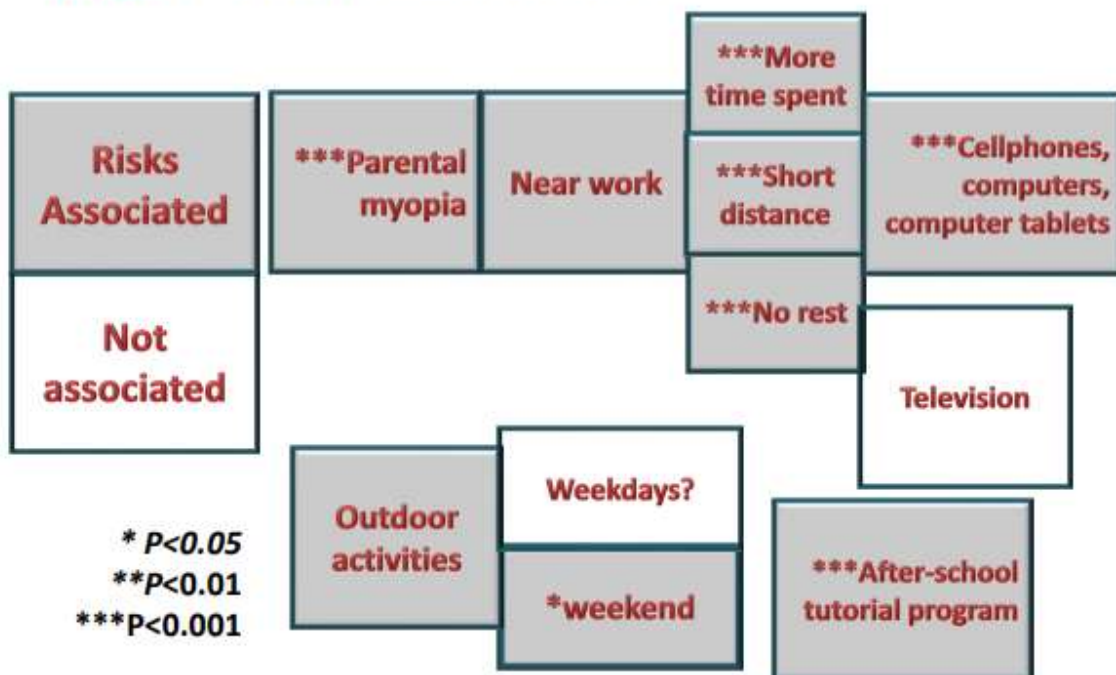 Risks
Associated
Not
associated
***Parental
myopia
Near work
***More
time spent
***Short
distance
***No rest
***Cellphones,
computers,
computer tablets
Television
Outdoor
activities
Weekdays?
*weekend
***After-school
tutorial program
* P<0.05
**P<0.01
***P<0.001